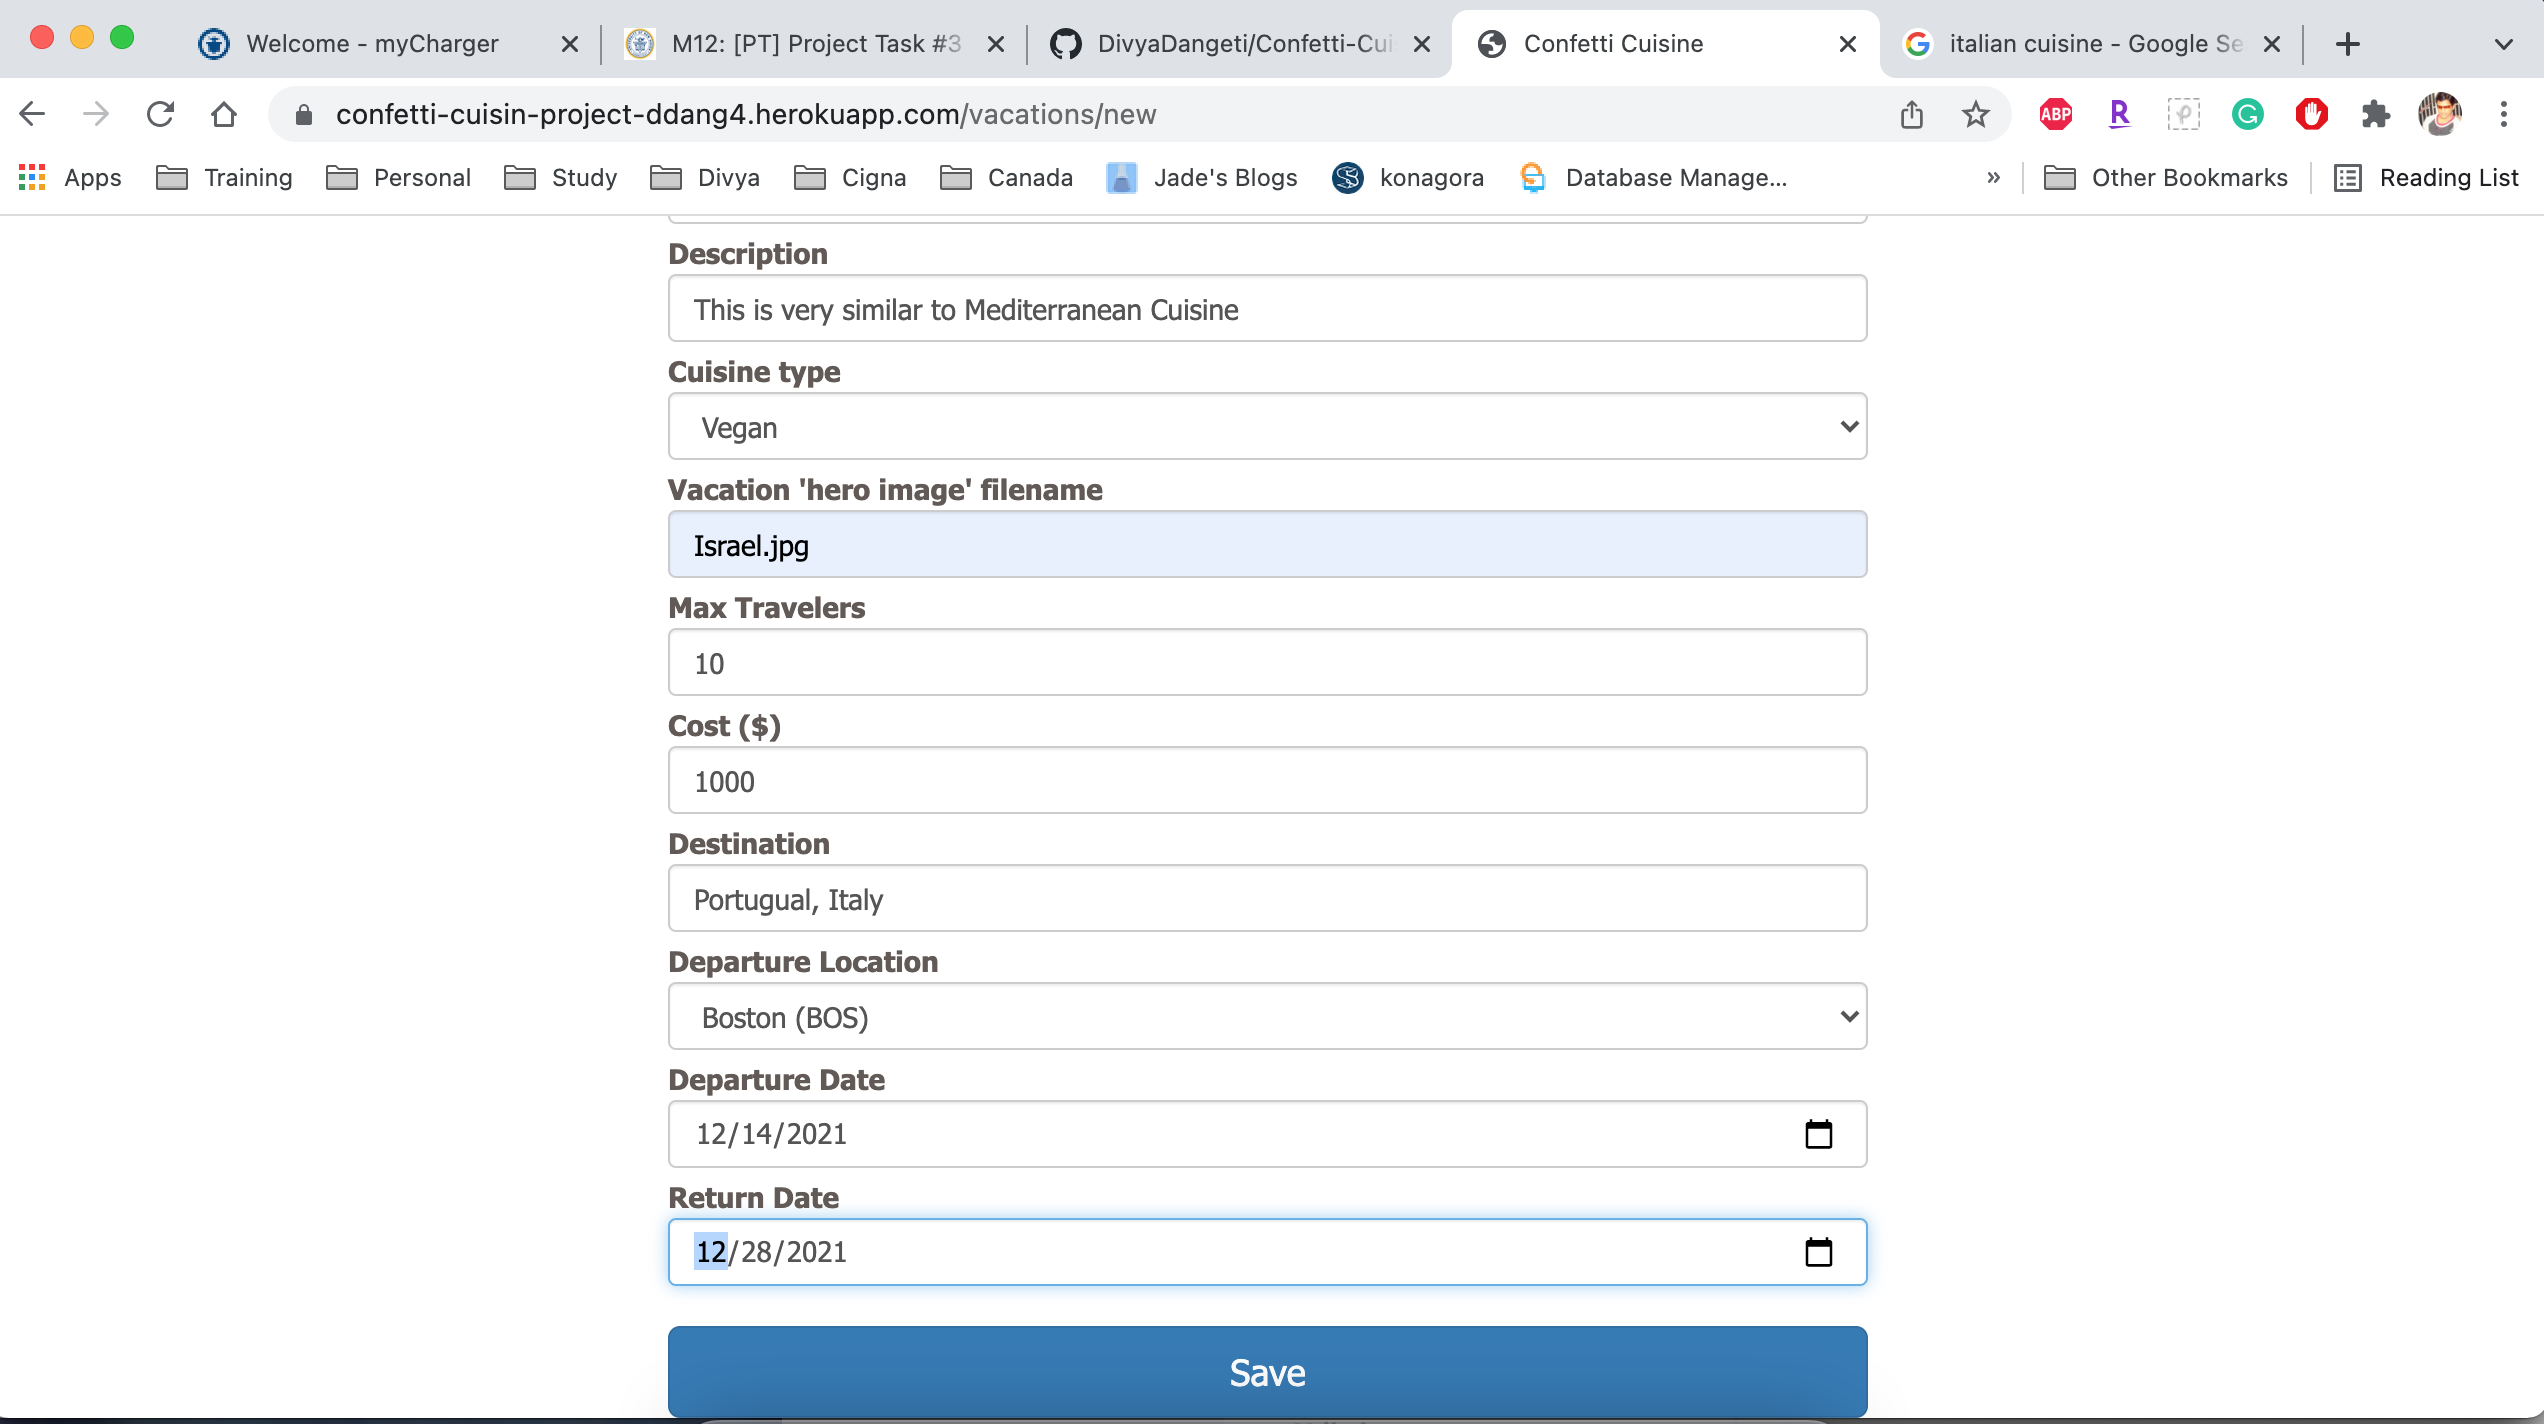 Welcome - myCharger
M12: [PT] Project Task #3
DivyaDangeti/Confetti-Cui
Confetti Cuisine
italian cuisine - Google Se
confetti-cuisin-project-ddang4.herokuapp.com/vacations/new
ABP
R
Apps
Training
Personal
Study
Divya
Cigna
Canada
Jade's Blogs
konagora
Database Manage...
»
Other Bookmarks
Reading List
Description
This is very similar to Mediterranean Cuisine
Cuisine type
Vegan
Vacation 'hero image' filename
Israel.jpg
Max Travelers
10
Cost ($)
1000
Destination
Portugual, Italy
Departure Location
Boston (BOS)
Departure Date
12/14/2021
Return Date
12/28/2021
Save